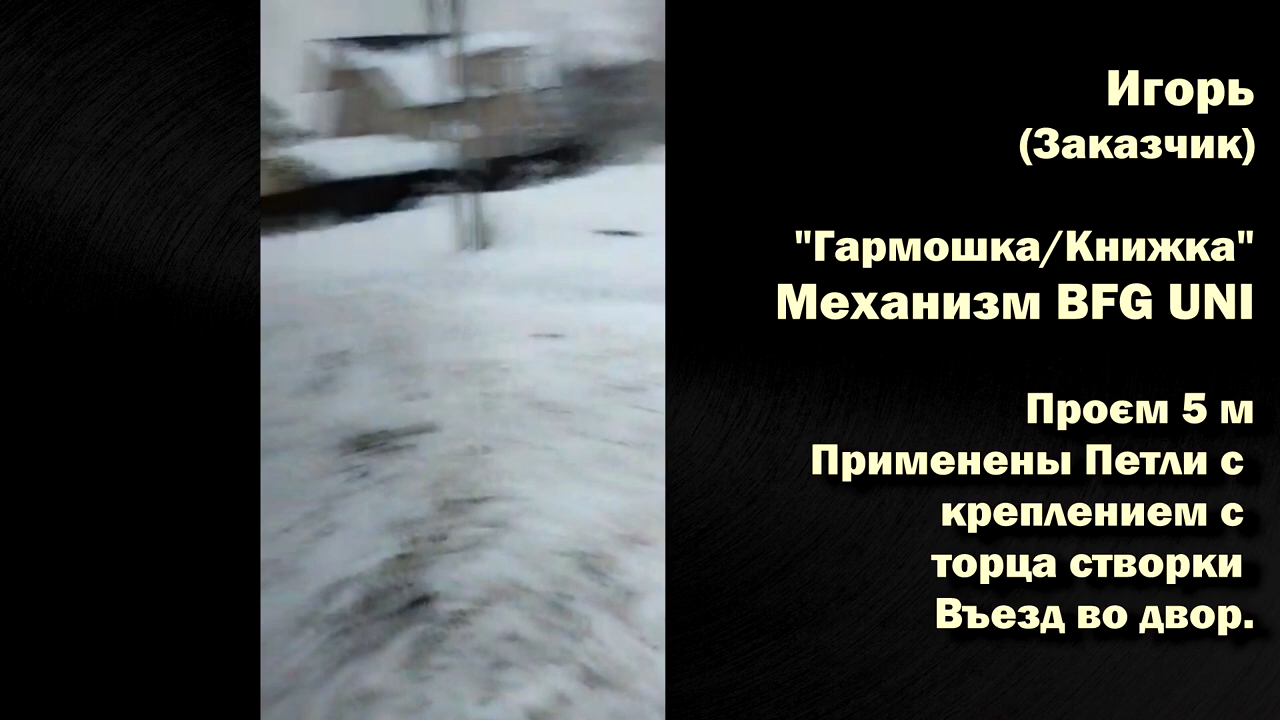 Игорь
(Заказчик)
"Гармошка/Книжка"
Механизм BFG UNI
Проєм 5 м
Применены Петли с
креплением с
торца створки
Въезд во двор.